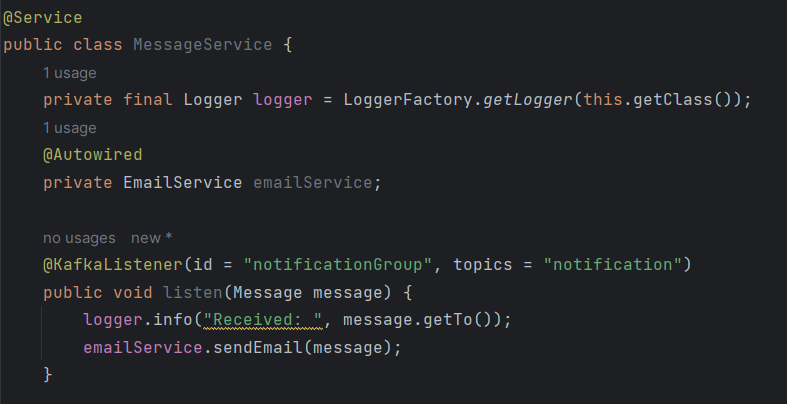 @Service
public class MessageService {
1 usage
private final Logger logger = LoggerFactory.getLogger(this.getClass());
1 usage
@Autowired
private EmailService emailService;
no usages new *
@KafkaListener(id = "notificationGroup", topics = "notification")
public void listen(Message message) {
logger.info("Received: ", message.getTo());
emailService.sendEmail(message);
}